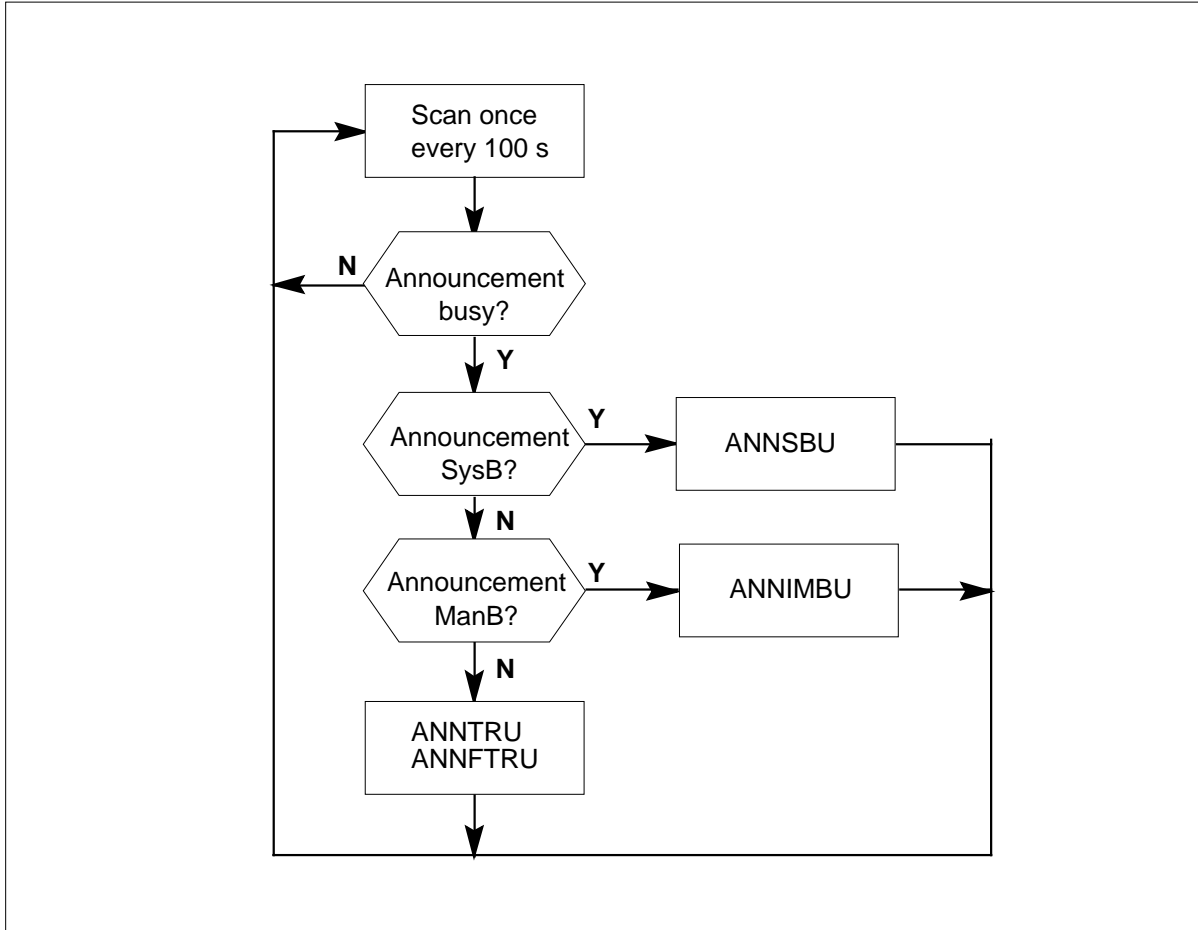 Scan once
every 100 s
N
Announcement
busy?
Y
Announcement
SysB?
Y
ANNSBU
N
Announcement
ManB?
Y
ANNIMBU
N
ANNTRU
ANNFTRU